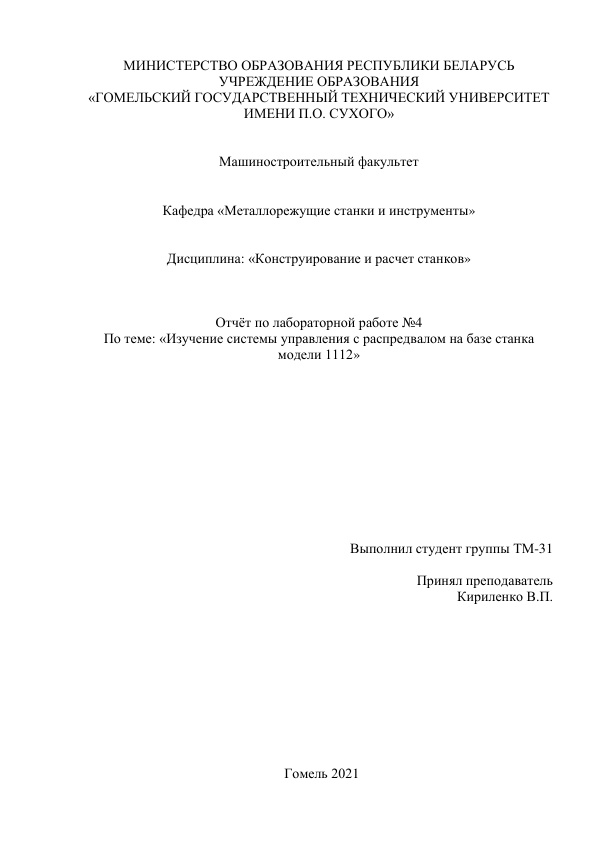 МИНИСТЕРСТВО ОБРАЗОВАНИЯ РЕСПУБЛИКИ БЕЛАРУСЬ
УЧРЕЖДЕНИЕ ОБРАЗОВАНИЯ
«ГОМЕЛЬСКИЙ ГОСУДАРСТВЕННЫЙ ТЕХНИЧЕСКИЙ УНИВЕРСИТЕТ
ИМЕНИ П.О. СУХОГО»
Машиностроительный факультет
Кафедра «Металлорежущие станки и инструменты»
Дисциплина: «Конструирование и расчет станков»
Отчёт по лабораторной работе №4
По теме: «Изучение системы управления с распредвалом на базе станка
модели 1112»
Выполнил студент группы ТМ-31
Принял преподаватель
Кириленко В.П.
Гомель 2021